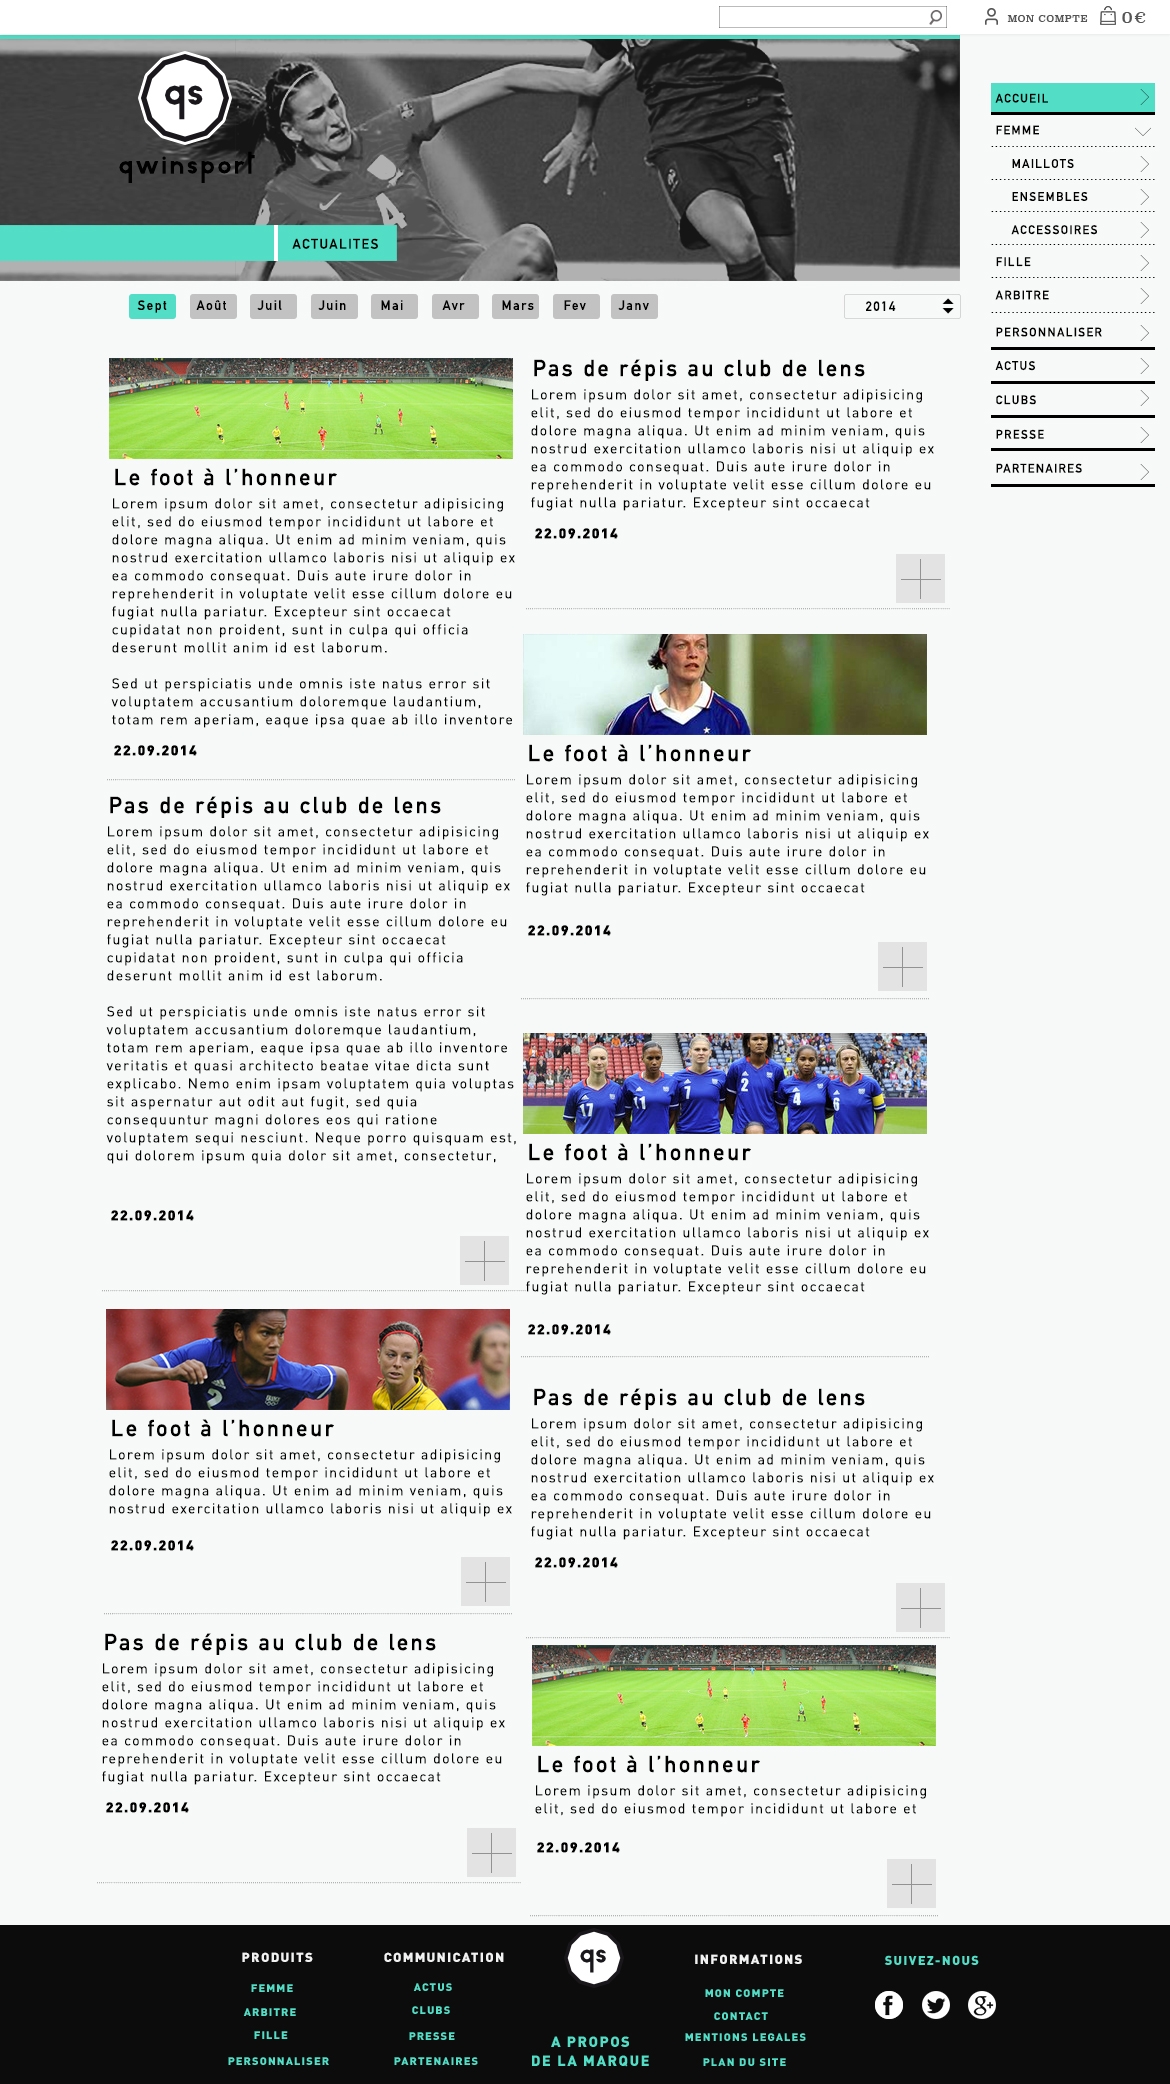 MON COMPTE
0€
qs
qwinsport
4
ACTUALITES
ACCUEIL
FEMME
MAILLOTS
ENSEMBLES
ACCESSOIRES
FILLE
ARBITRE
PERSONNALISER
ACTUS
CLUBS
PRESSE
PARTENAIRES
Sept
Août
Juil
Juin
Mai
Avr
Mars
Fev
Janv
2014
Le foot à l’honneur
Lorem ipsum dolor sit amet, consectetur adipisicing
elit, sed do eiusmod tempor incididunt ut labore et
dolore magna aliqua. Ut enim ad minim veniam, quis
nostrud exercitation ullamco laboris nisi ut aliquip ex
ea commodo consequat. Duis aute irure dolor in
reprehenderit in voluptate velit esse cillum dolore eu
fugiat nulla pariatur. Excepteur sint occaecat
cupidatat non proident, sunt in culpa qui officia
deserunt mollit anim id est laborum.
Sed ut perspiciatis unde omnis iste natus error sit
voluptatem accusantium doloremque laudantium,
totam rem aperiam, eaque ipsa quae ab illo inventore
22.09.2014
Pas de répis au club de lens
Lorem ipsum dolor sit amet, consectetur adipisicing
elit, sed do eiusmod tempor incididunt ut labore et
dolore magna aliqua. Ut enim ad minim veniam, quis
nostrud exercitation ullamco laboris nisi ut aliquip ex
ea commodo consequat. Duis aute irure dolor in
reprehenderit in voluptate velit esse cillum dolore eu
fugiat nulla pariatur. Excepteur sint occaecat
cupidatat non proident, sunt in culpa qui officia
deserunt mollit anim id est laborum.
Sed ut perspiciatis unde omnis iste natus error sit
voluptatem accusantium doloremque laudantium,
totam rem aperiam, eaque ipsa quae ab illo inventore
veritatis et quasi architecto beatae vitae dicta sunt
explicabo. Nemo enim ipsam voluptatem quia voluptas
sit aspernatur aut odit aut fugit, sed quia
consequuntur magni dolores eos qui ratione
voluptatem sequi nesciunt. Neque porro quisquam est,
qui dolorem ipsum quia dolor sit amet, consectetur,
22.09.2014
2
Le foot à l’honneur
Lorem ipsum dolor sit amet, consectetur adipisicing
elit, sed do eiusmod tempor incididunt ut labore et
dolore magna aliqua. Ut enim ad minim veniam, quis
nostrud exercitation ullamco laboris nisi ut aliquip ex
22.09.2014
Pas de répis au club de lens
Lorem ipsum dolor sit amet, consectetur adipisicing
elit, sed do eiusmod tempor incididunt ut labore et
dolore magna aliqua. Ut enim ad minim veniam, quis
nostrud exercitation ullamco laboris nisi ut aliquip ex
ea commodo consequat. Duis aute irure dolor in
reprehenderit in voluptate velit esse cillum dolore eu
fugiat nulla pariatur. Excepteur sint occaecat
22.09.2014
Pas de répis au club de lens
Lorem ipsum dolor sit amet, consectetur adipisicing
elit, sed do eiusmod tempor incididunt ut labore et
dolore magna aliqua. Ut enim ad minim veniam, quis
nostrud exercitation ullamco laboris nisi ut aliquip ex
ea commodo consequat. Duis aute irure dolor in
reprehenderit in voluptate velit esse cillum dolore eu
fugiat nulla pariatur. Excepteur sint occaecat
22.09.2014
Le foot à l’honneur
Lorem ipsum dolor sit amet, consectetur adipisicing
elit, sed do eiusmod tempor incididunt ut labore et
dolore magna aliqua. Ut enim ad minim veniam, quis
nostrud exercitation ullamco laboris nisi ut aliquip ex
ea commodo consequat. Duis aute irure dolor in
reprehenderit in voluptate velit esse cillum dolore eu
fugiat nulla pariatur. Excepteur sint occaecat
22.09.2014
17 11 7 2 4 6
Le foot à l’honneur
Lorem ipsum dolor sit amet, consectetur adipisicing
elit, sed do eiusmod tempor incididunt ut labore et
dolore magna aliqua. Ut enim ad minim veniam, quis
nostrud exercitation ullamco laboris nisi ut aliquip ex
ea commodo consequat. Duis aute irure dolor in
reprehenderit in voluptate velit esse cillum dolore eu
fugiat nulla pariatur. Excepteur sint occaecat
22.09.2014
Pas de répis au club de lens
Lorem ipsum dolor sit amet, consectetur adipisicing
elit, sed do eiusmod tempor incididunt ut labore et
dolore magna aliqua. Ut enim ad minim veniam, quis
nostrud exercitation ullamco laboris nisi ut aliquip ex
ea commodo consequat. Duis aute irure dolor in
reprehenderit in voluptate velit esse cillum dolore eu
fugiat nulla pariatur. Excepteur sint occaecat
22.09.2014
Le foot à l’honneur
Lorem ipsum dolor sit amet, consectetur adipisicing
elit, sed do eiusmod tempor incididunt ut labore et
22.09.2014
PRODUITS
FEMME
ARBITRE
FILLE
PERSONNALISER
COMMUNICATION
ACTUS
CLUBS
PRESSE
PARTENAIRES
qs
A PROPOS
DE LA MARQUE
INFORMATIONS
MON COMPTE
CONTACT
MENTIONS LEGALES
PLAN DU SITE
SUIVEZ-NOUS
f
g+